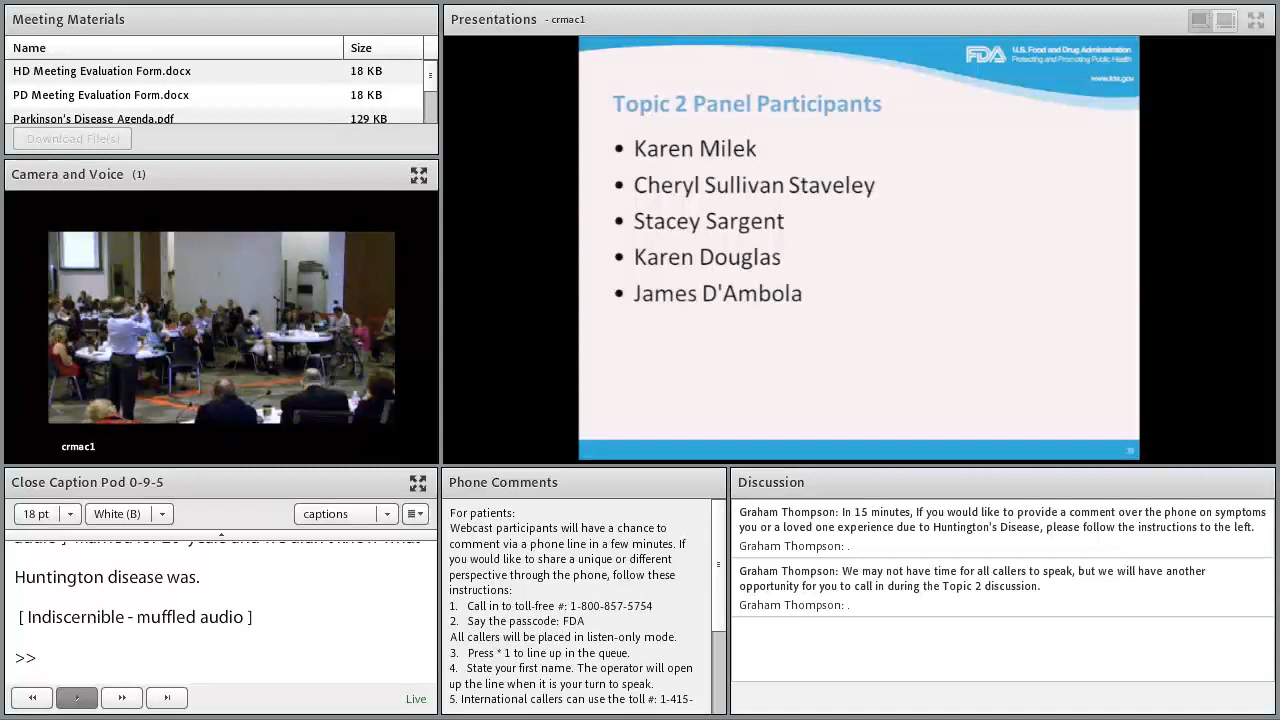 Meeting Materials
Name
Size
HD Meeting Evaluation Form.docx
18 KB
PD Meeting Evaluation Form.docx
18 KB
Parkinson's Disease Agenda.pdf
129 KB
Download File(s)
Camera and Voice (1)
crmac1
Close Caption Pod 0-9-5
18 pt
White (B)
captions
audio ] married for 20 years and we didn't know what
Huntington disease was.
[ Indiscernible - muffled audio ]
>>
Live
Presentations - crmac1
FDA
U.S. Food and Drug Administration
Protecting and Promoting Public Health
www.fda.gov
Topic 2 Panel Participants
• Karen Milek
• Cheryl Sullivan Staveley
• Stacey Sargent
• Karen Douglas
• James D'Ambola
Phone Comments
For patients:
Webcast participants will have a chance to
comment via a phone line in a few minutes. If
you would like to share a unique or different
perspective through the phone, follow these
instructions:
1. Call in to toll-free #: 1-800-857-5754
2. Say the passcode: FDA
All callers will be placed in listen-only mode.
3. Press * 1 to line up in the queue.
4. State your first name. The operator will open
up the line when it is your turn to speak.
5. International callers can use the toll #: 1-415-
Discussion
Graham Thompson: In 15 minutes, If you would like to provide a comment over the phone on symptoms
you or a loved one experience due to Huntington's Disease, please follow the instructions to the left.
Graham Thompson: .
Graham Thompson: We may not have time for all callers to speak, but we will have another
opportunity for you to call in during the Topic 2 discussion.
Graham Thompson: .